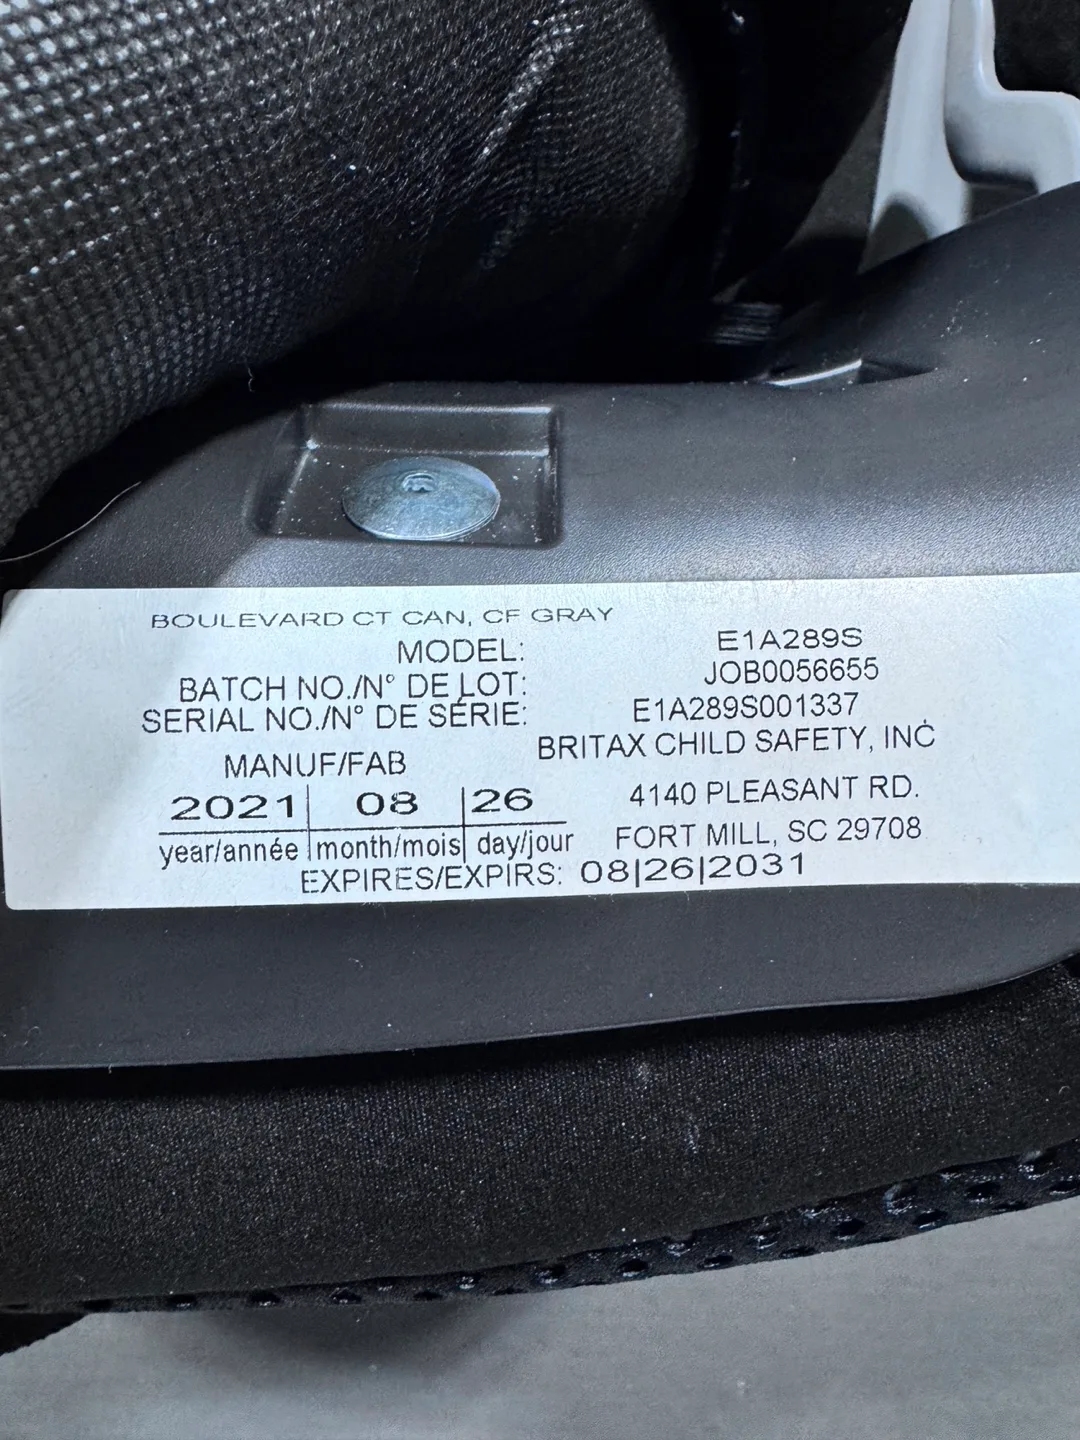 BOULEVARD CT CAN, CF GRAY
MODEL: E1A289S
BATCH NO./N° DE LOT: JOB0056655
SERIAL NO./N° DE SÉRIE: E1A289S001337
MANUF/FAB BRITAX CHILD SAFETY, INC
2021 08 26 4140 PLEASANT RD.
year/année month/mois day/jour FORT MILL, SC 29708
EXPIRES/EXPIRS: 08|26|2031